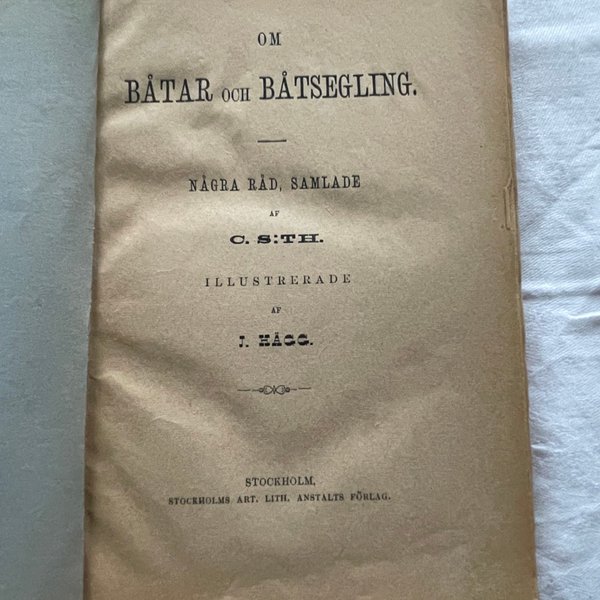 OM
BÅTAR OCH BÅTSEGLING.
NÅGRA RÅD, SAMLADE
AF
C. S:TH.
ILLUSTRERADE
AF
J. HÄGG.
STOCKHOLM,
STOCKHOLMS ART. LITH. ANSTALTS FÖRLAG.